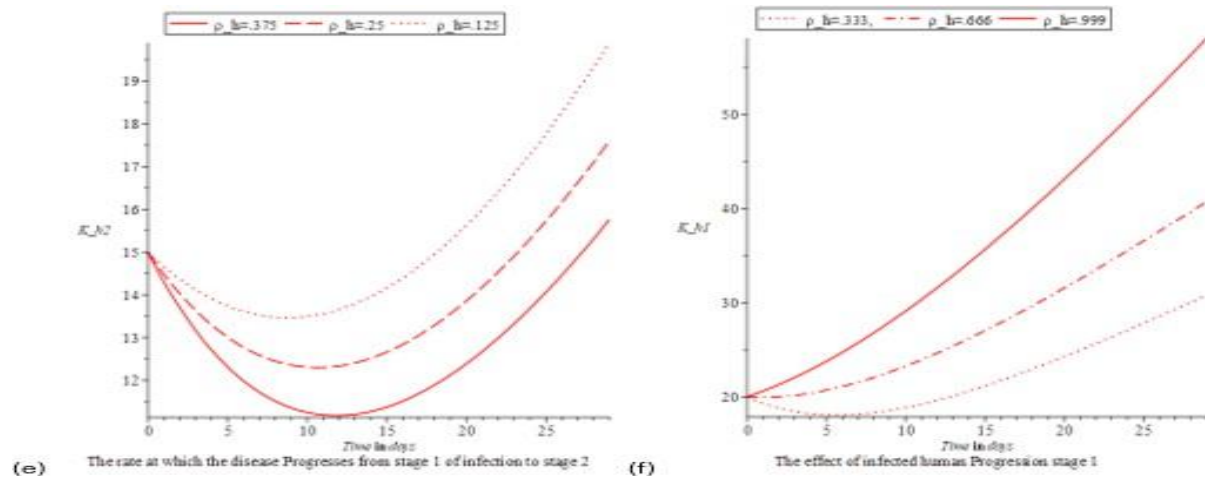 ρ_h=.375 ρ_h=.25 ρ_h=.125
19
18
17
16
K_h2
15
14
13
12
0 5 10 15 20 25
Time in days
(e) The rate at which the disease Progresses from stage 1 of infection to stage 2
ρ_h=.333, ρ_h=.666 ρ_h=.999
50
40
K_h1
30
20
0 5 10 15 20 25
Time in days
(f) The effect of infected human Progression stage 1